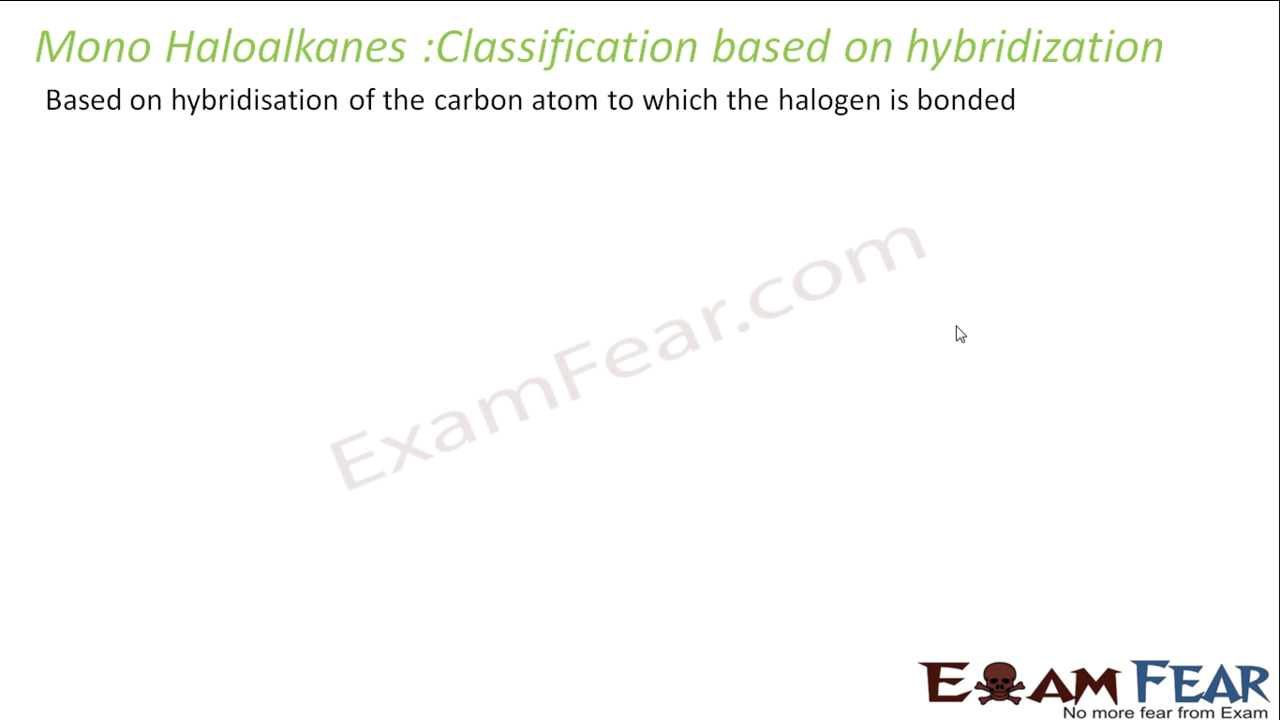 Mono Haloalkanes :Classification based on hybridization
Based on hybridisation of the carbon atom to which the halogen is bonded
ExamFear.com
EXAM FEAR
No more fear from Exam